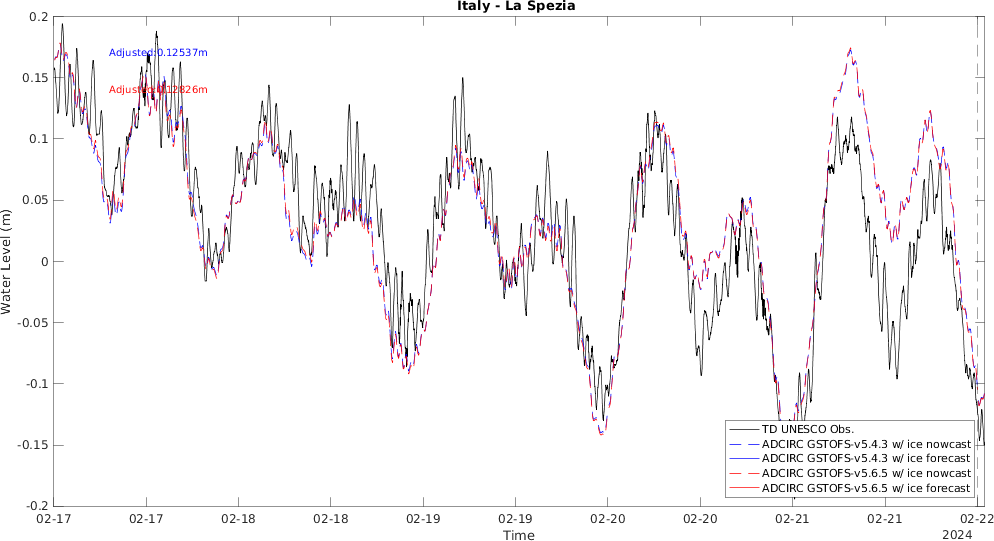 Italy - La Spezia
Adjusted:0.12537m
Adjusted:0.12826m
Water Level (m)
0.2
0.15
0.1
0.05
0
-0.05
-0.1
-0.15
-0.2
TD UNESCO Obs.
ADCIRC GSTOFS-v5.4.3 w/ ice nowcast
ADCIRC GSTOFS-v5.4.3 w/ ice forecast
ADCIRC GSTOFS-v5.6.5 w/ ice nowcast
ADCIRC GSTOFS-v5.6.5 w/ ice forecast
02-17 02-17 02-18 02-18 02-19 02-19 02-20 02-20 02-21 02-21 02-22
Time
2024